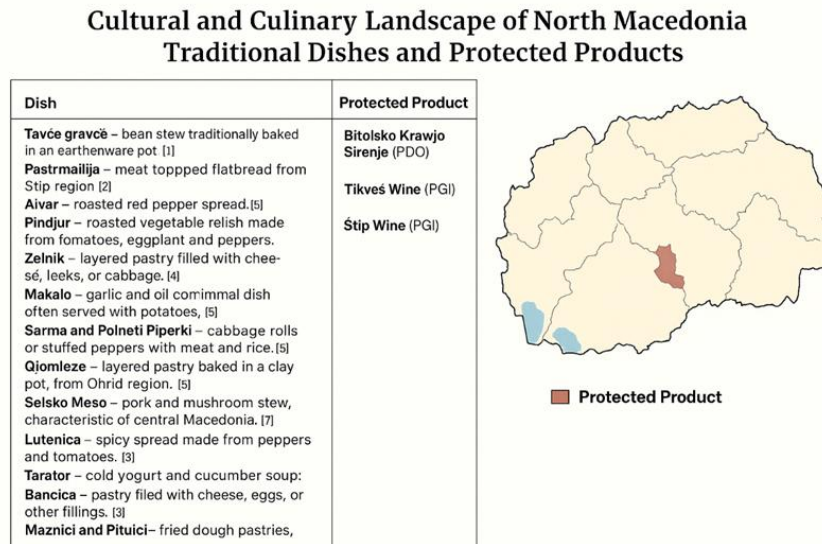 Cultural and Culinary Landscape of North Macedonia
Traditional Dishes and Protected Products
Dish
Tavće gravcë – bean stew traditionally baked
in an earthenware pot [1]
Pastrmailija – meat toppped flatbread from
Stip region [2]
Aivar – roasted red pepper spread.[5]
Pindjur – roasted vegetable relish made
from fomatoes, eggplant and peppers.
Zelnik – layered pastry filled with chee-
sé, leeks, or cabbage. [4]
Makalo – garlic and oil comimmal dish
often served with potatoes, [5]
Sarma and Polneti Piperki – cabbage rolls
or stuffed peppers with meat and rice.[5]
Qiomleze – layered pastry baked in a clay
pot, from Ohrid region. [5]
Selsko Meso – pork and mushroom stew,
characteristic of central Macedonia. [7]
Lutenica – spicy spread made from peppers
and tomatoes. [3]
Tarator – cold yogurt and cucumber soup:
Bancica – pastry filed with cheese, eggs, or
other fillings. [3]
Maznici and Pituici– fried dough pastries,
Protected Product
Bitolsko Krawjo
Sirenje (PDO)
Tikveś Wine (PGI)
Śtip Wine (PGI)
Protected Product